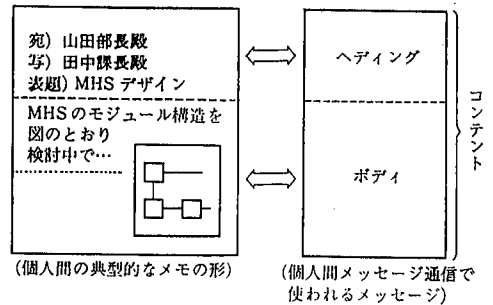 宛) 山田部長殿
写) 田中課長殿
表題) MHS デザイン
MHSのモジュール構造を
図のとおり
検討中で…
ヘディング
ボディ
コンテント
(個人間の典型的なメモの形)
(個人間メッセージ通信で
使われるメッセージ)